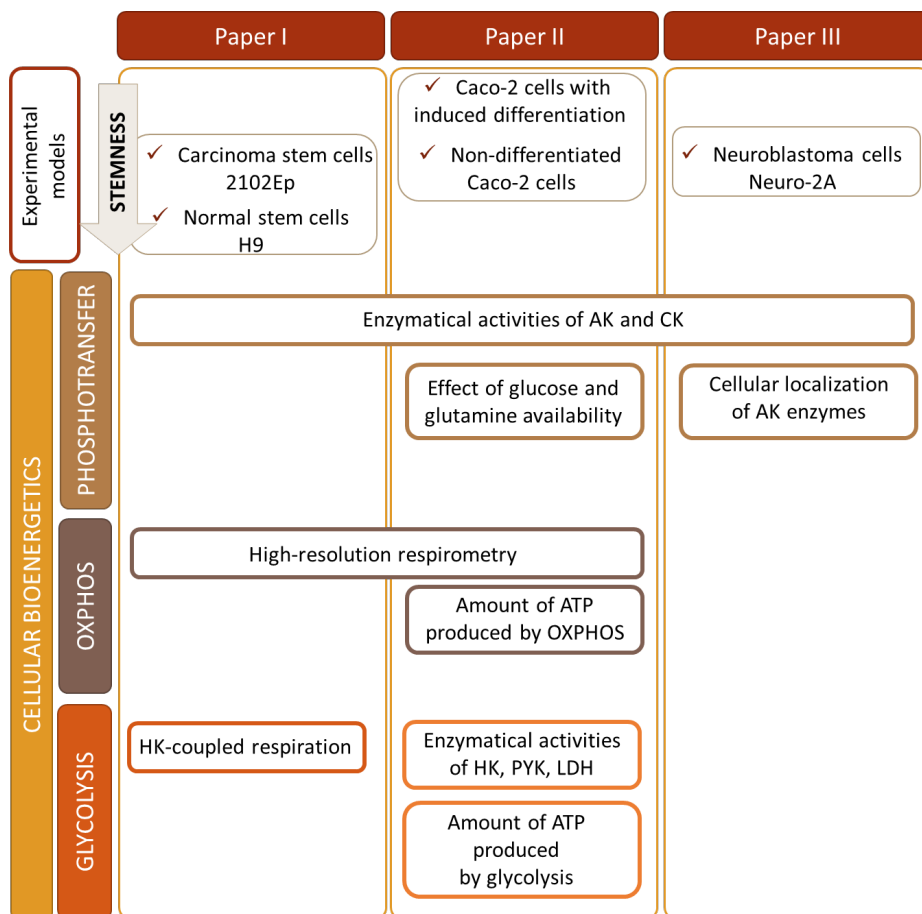 Paper I
Paper II
Paper III
Experimental
models
STEMNESS
✓ Carcinoma stem cells
2102Ep
✓ Normal stem cells
H9
✓ Caco-2 cells with
induced differentiation
✓ Non-differentiated
Caco-2 cells
✓ Neuroblastoma cells
Neuro-2A
CELLULAR BIOENERGETICS
PHOSPHOTRANSFER
Enzymatical activities of AK and CK
Effect of glucose and
glutamine availability
Cellular localization
of AK enzymes
OXPHOS
High-resolution respirometry
Amount of ATP
produced by OXPHOS
GLYCOLYSIS
HK-coupled respiration
Enzymatical activities
of HK, PYK, LDH
Amount of ATP
produced
by glycolysis